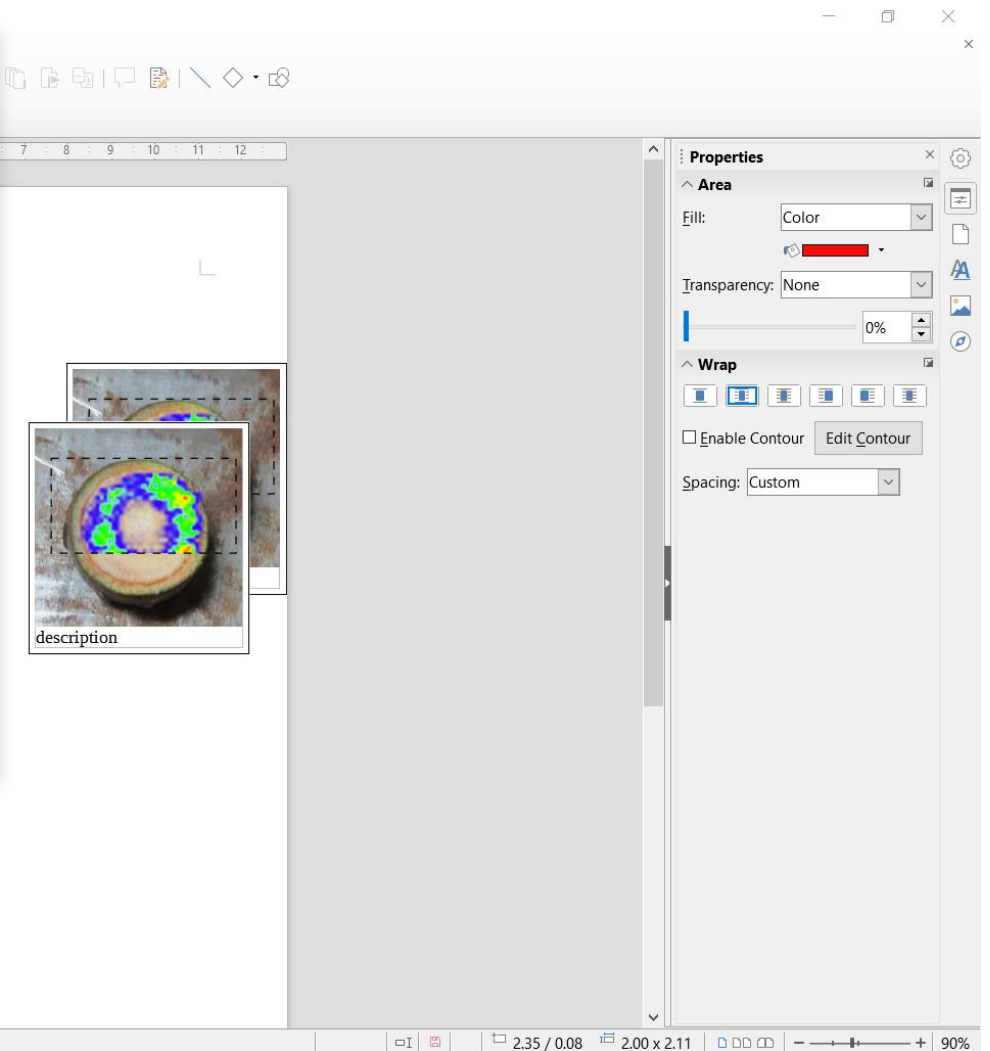 7 8 9 10 11 12
Properties
Area
Fill: Color
Transparency: None
0%
Wrap
Enable Contour Edit Contour
Spacing: Custom
description
2.35 / 0.08 2.00 x 2.11 90%